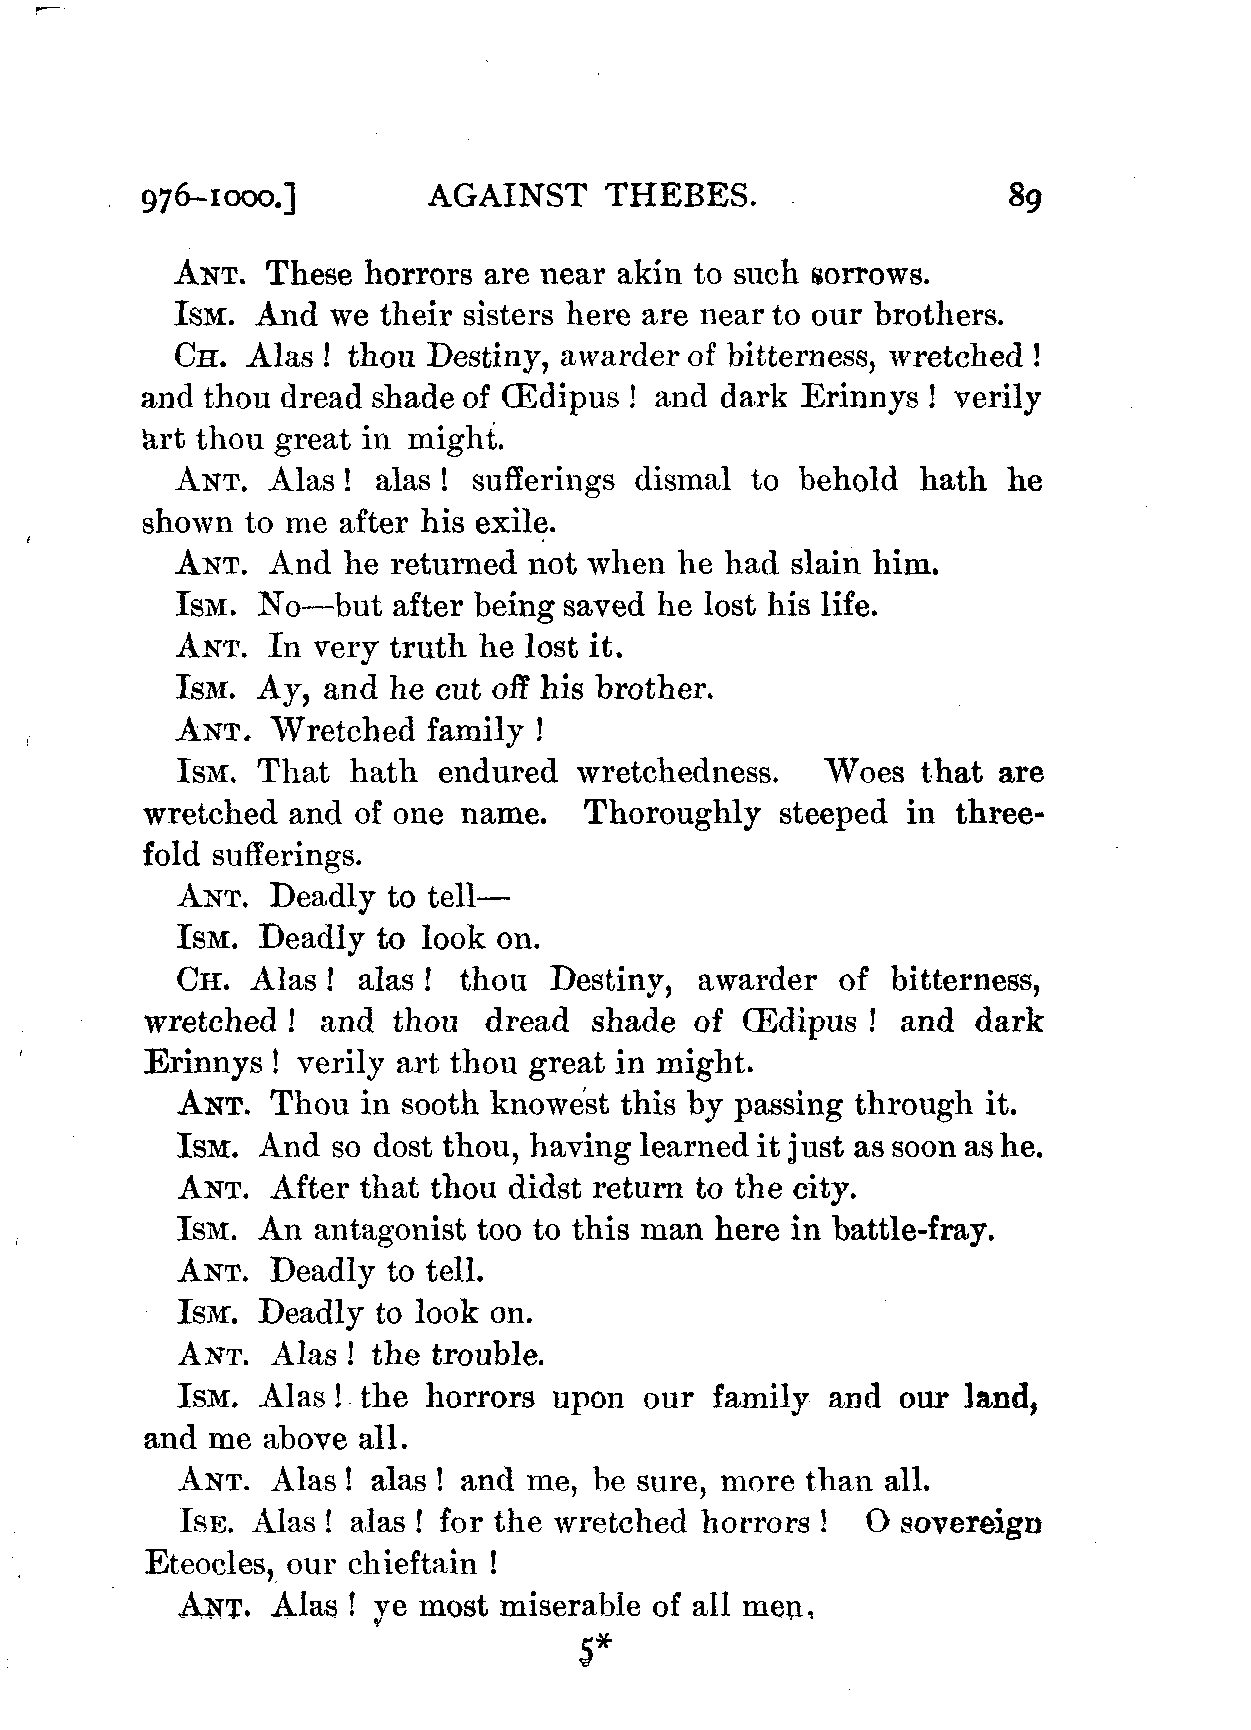 976–1000.] AGAINST THEBES. 89
ANT. These horrors are near akin to such sorrows.
ISM. And we their sisters here are near to our brothers.
CH. Alas ! thou Destiny, awarder of bitterness, wretched !
and thou dread shade of Œdipus ! and dark Erinnys ! verily
art thou great in might.
ANT. Alas ! alas ! sufferings dismal to behold hath he
shown to me after his exile.
ANT. And he returned not when he had slain him.
ISM. No—but after being saved he lost his life.
ANT. In very truth he lost it.
ISM. Ay, and he cut off his brother.
ANT. Wretched family !
ISM. That hath endured wretchedness. Woes that are
wretched and of one name. Thoroughly steeped in three-
fold sufferings.
ANT. Deadly to tell—
ISM. Deadly to look on.
CH. Alas ! alas ! thou Destiny, awarder of bitterness,
wretched ! and thou dread shade of Œdipus ! and dark
Erinnys ! verily art thou great in might.
ANT. Thou in sooth knowest this by passing through it.
ISM. And so dost thou, having learned it just as soon as he.
ANT. After that thou didst return to the city.
ISM. An antagonist too to this man here in battle-fray.
ANT. Deadly to tell.
ISM. Deadly to look on.
ANT. Alas ! the trouble.
ISM. Alas ! the horrors upon our family and our land,
and me above all.
ANT. Alas ! alas ! and me, be sure, more than all.
ISE. Alas ! alas ! for the wretched horrors ! O sovereign
Eteocles, our chieftain !
ANT. Alas ! ye most miserable of all men,
5*